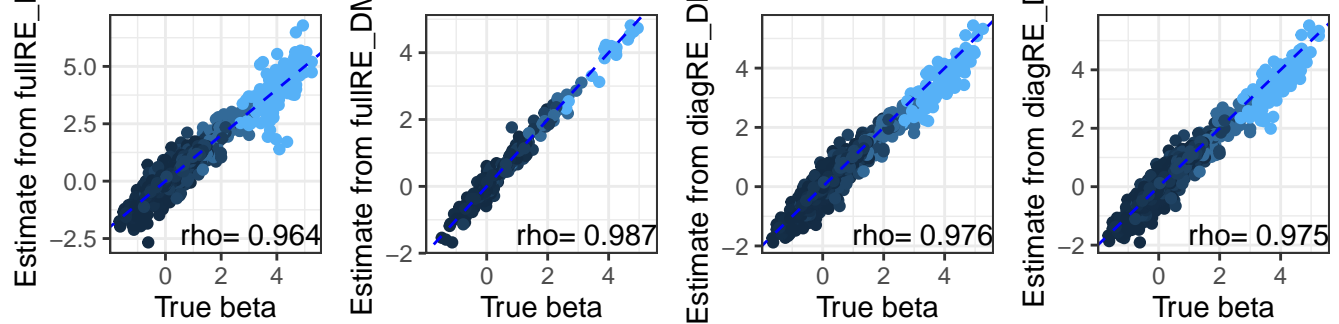 Estimate from fullRE_
5.0
2.5
0.0
−2.5
rho= 0.964
0 2 4
True beta
Estimate from fullRE_DM
4
2
0
−2
rho= 0.987
0 2 4
True beta
Estimate from diagRE_D
4
2
0
−2
rho= 0.976
0 2 4
True beta
Estimate from diagRE_D
4
2
0
−2
rho= 0.975
0 2 4
True beta